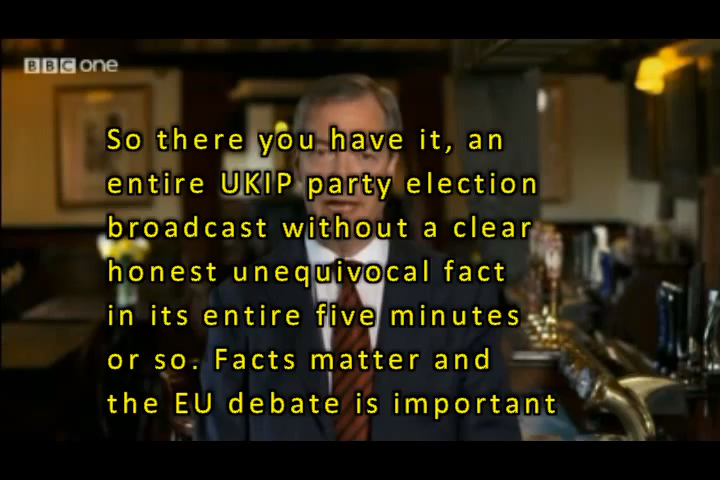 BBC one
So there you have it, an
entire UKIP party election
broadcast without a clear
honest unequivocal fact
in its entire five minutes
or so. Facts matter and
the EU debate is important